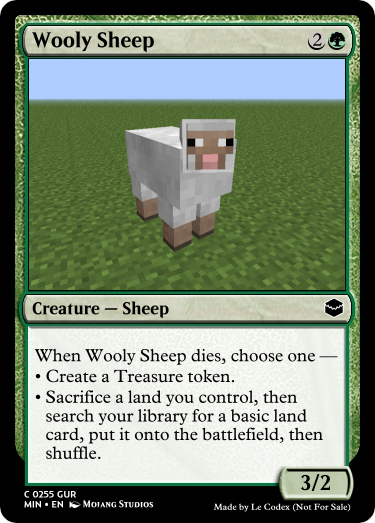 Wooly Sheep 2
Creature — Sheep
When Wooly Sheep dies, choose one —
• Create a Treasure token.
• Sacrifice a land you control, then
search your library for a basic land
card, put it onto the battlefield, then
shuffle.
3/2
C 0255 GUR
MIN • EN Mojang Studios
Made by Le Codex (Not For Sale)